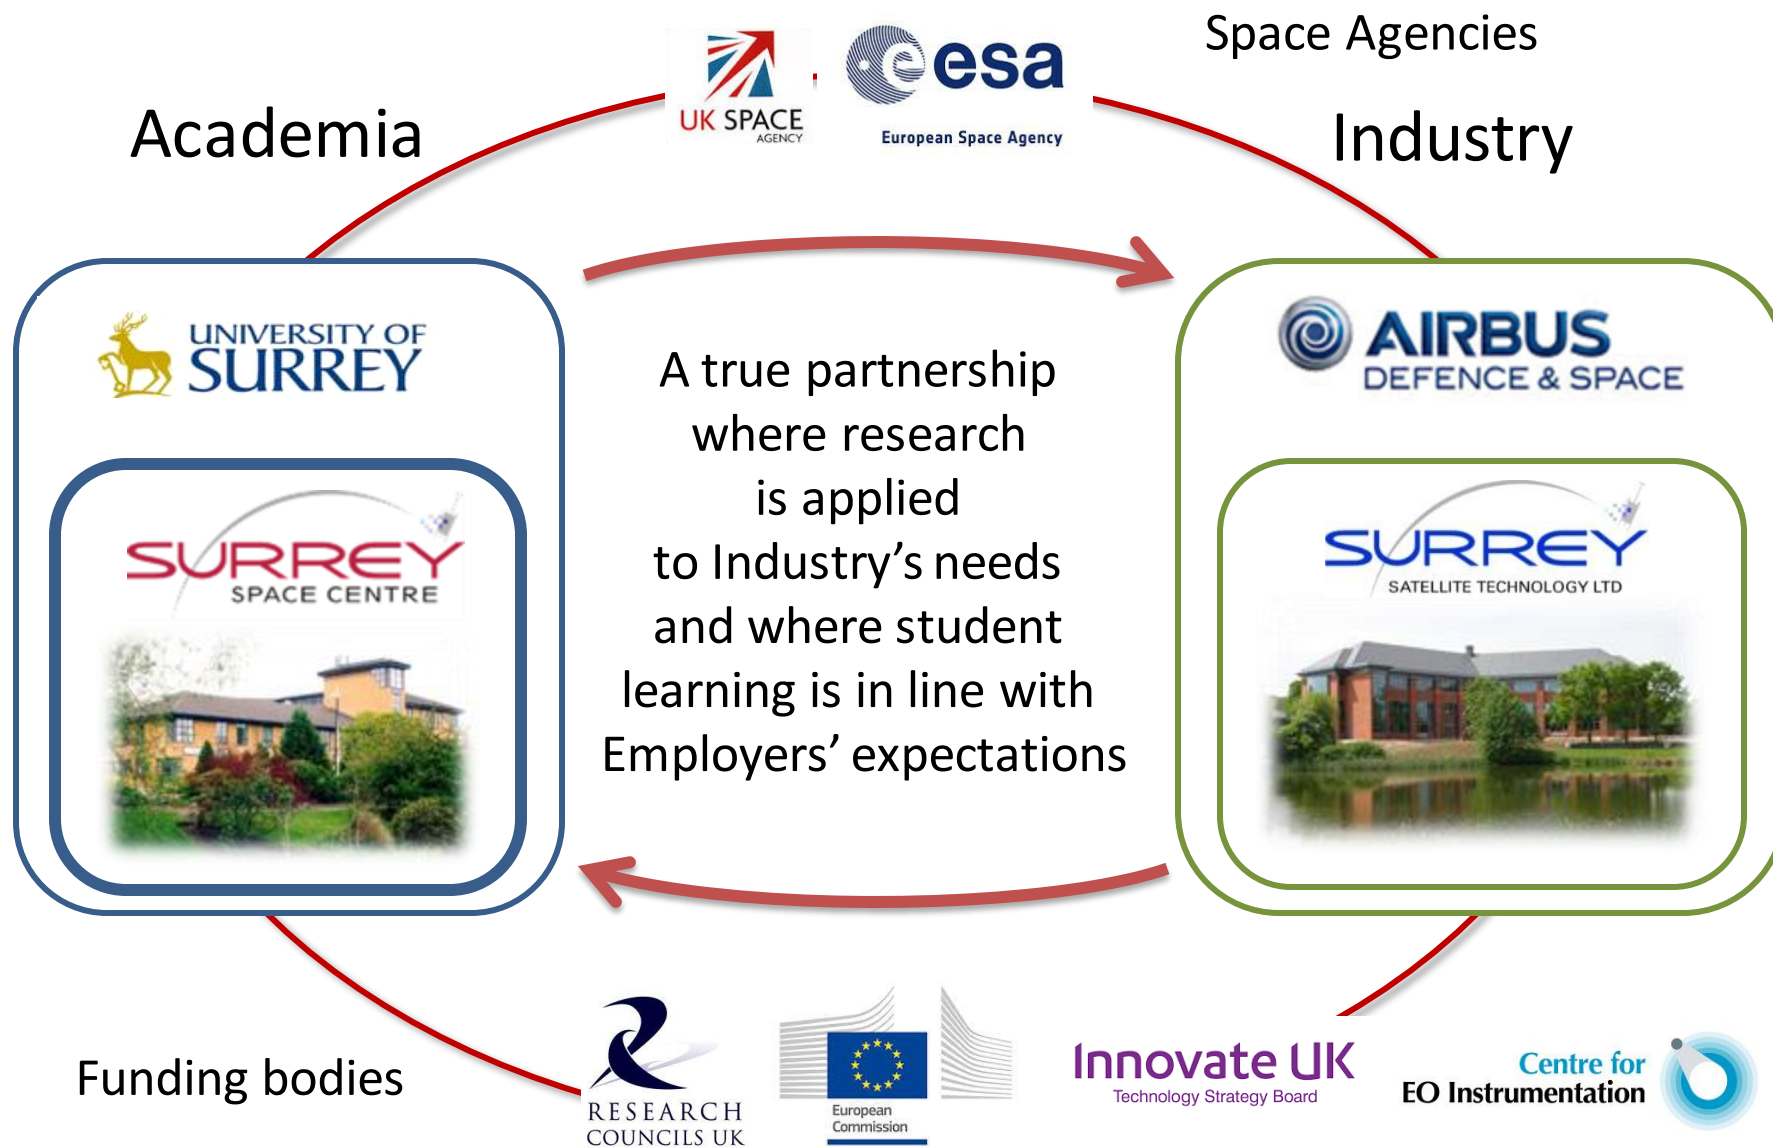 Space Agencies
UK SPACE
AGENCY
esa
European Space Agency
Academia
Industry
UNIVERSITY OF
SURREY
SURREY
SPACE CENTRE
A true partnership
where research
is applied
to Industry’s needs
and where student
learning is in line with
Employers’ expectations
AIRBUS
DEFENCE & SPACE
SURREY
SATELLITE TECHNOLOGY LTD
Funding bodies
RESEARCH
COUNCILS UK
European
Commission
Innovate UK
Technology Strategy Board
Centre for
EO Instrumentation